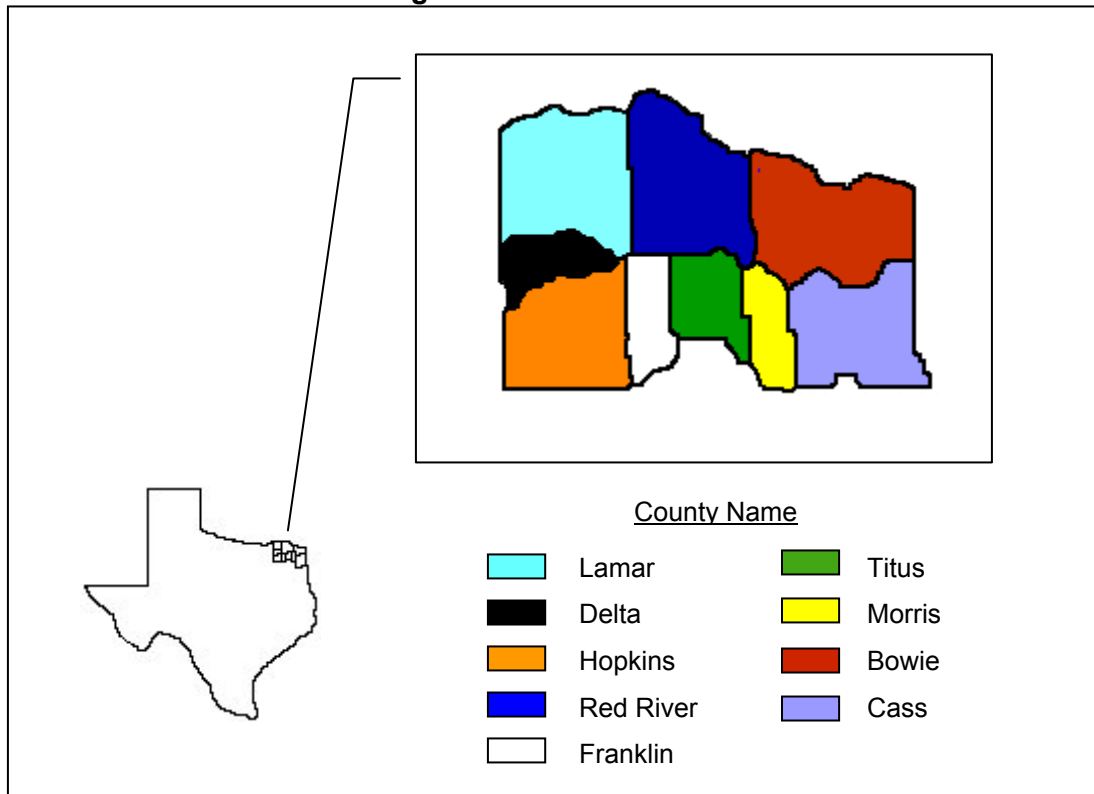 County Name
Lamar
Delta
Hopkins
Red River
Franklin
Titus
Morris
Bowie
Cass